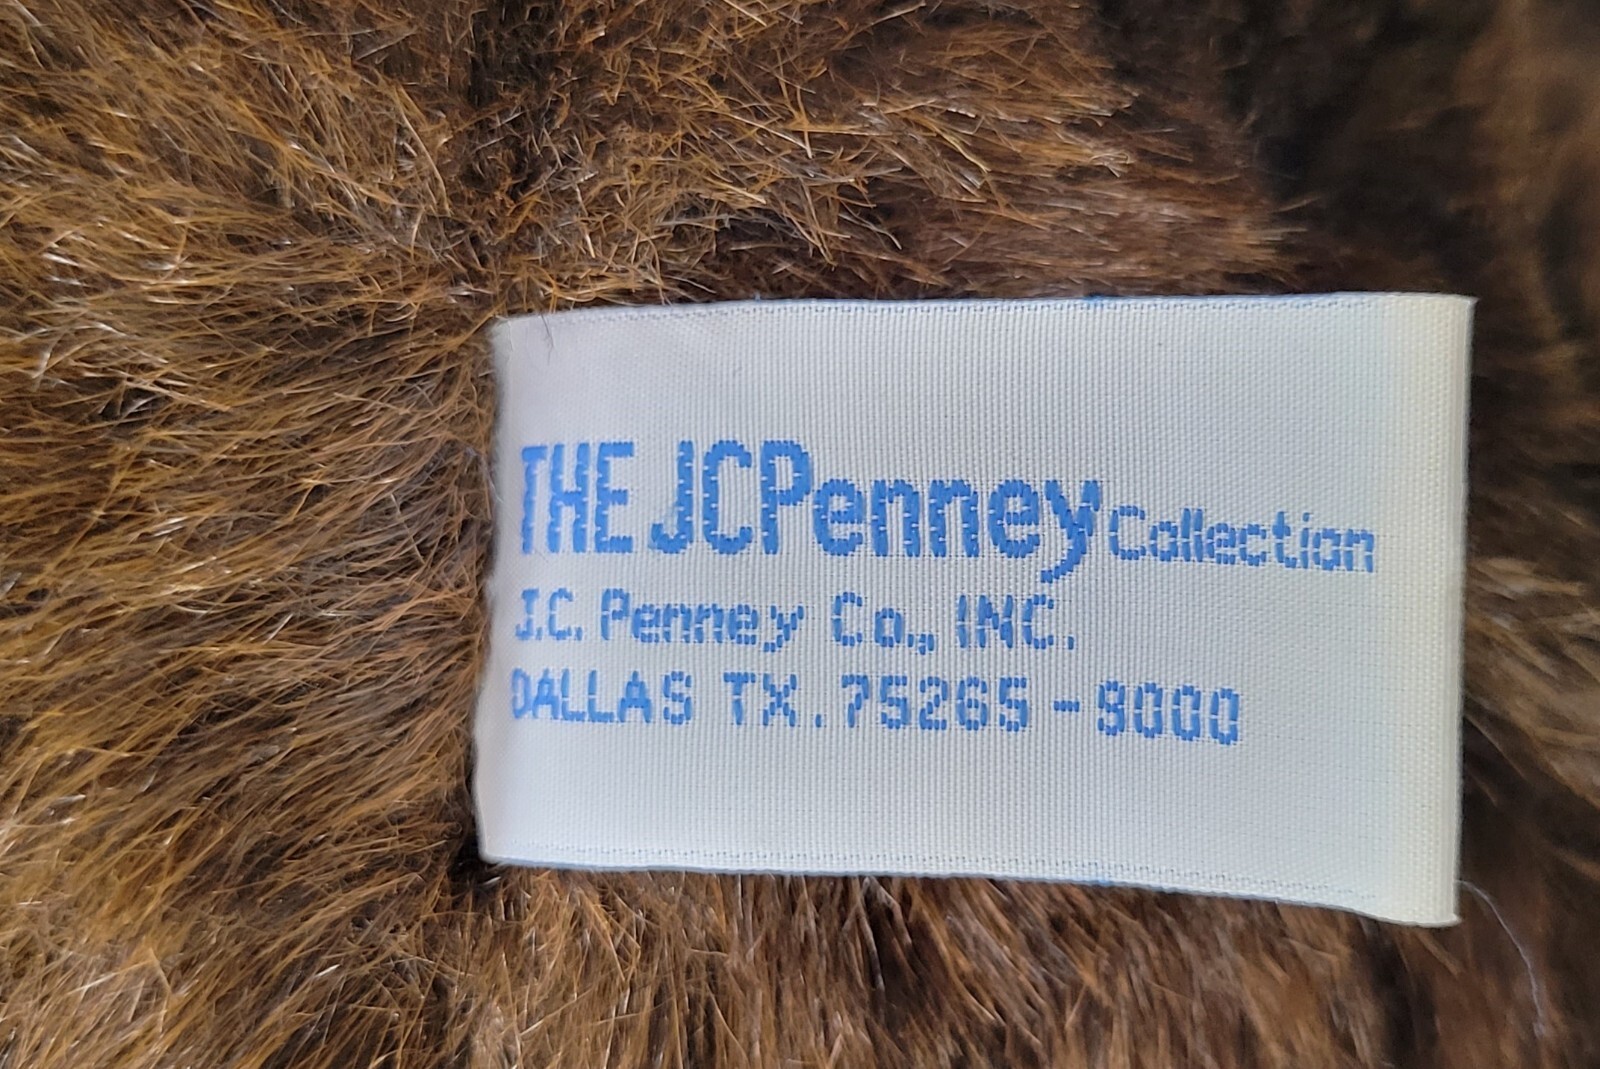 THE JCPenney Collection
J.C. Penney Co., INC.
DALLAS TX. 75265-9000